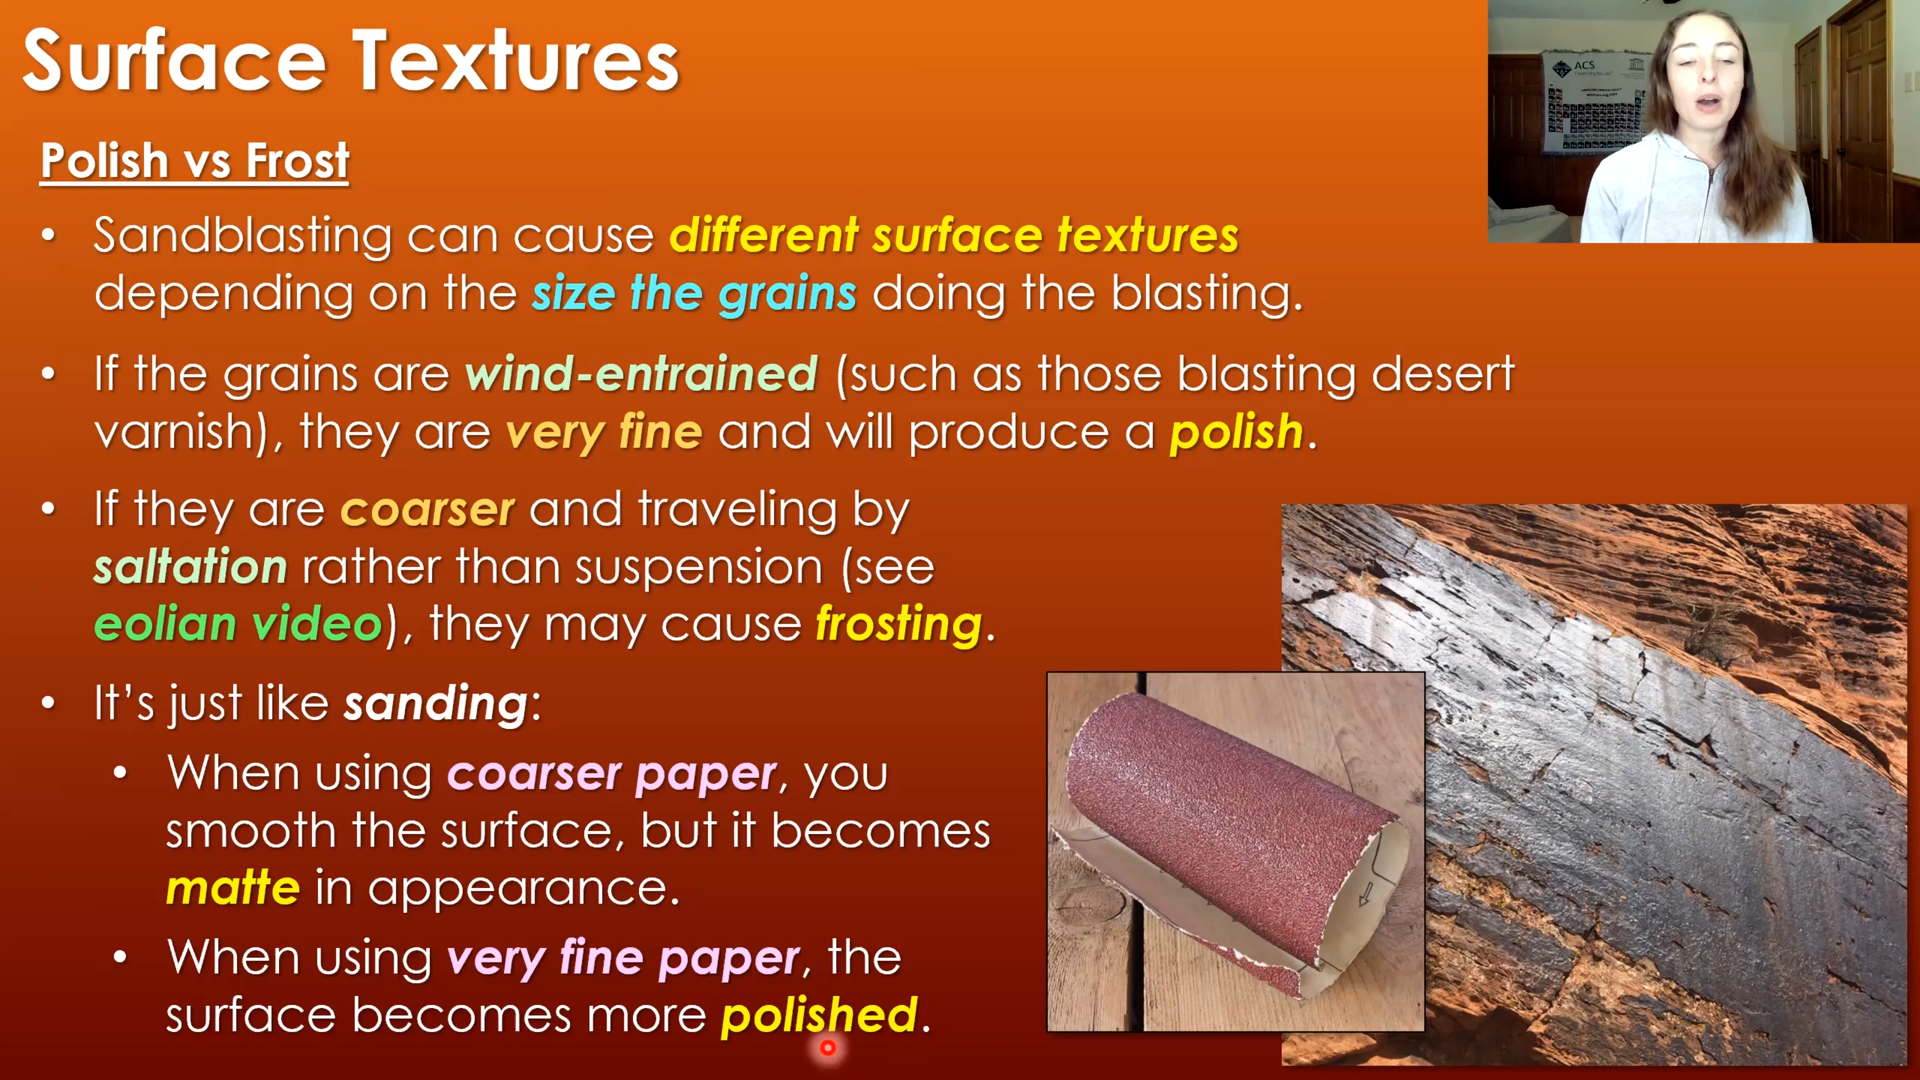 Surface Textures
ACS
Polish vs Frost
• Sandblasting can cause different surface textures
depending on the size the grains doing the blasting.
• If the grains are wind-entrained (such as those blasting desert
varnish), they are very fine and will produce a polish.
• If they are coarser and traveling by
saltation rather than suspension (see
eolian video), they may cause frosting.
• It’s just like sanding:
• When using coarser paper, you
smooth the surface, but it becomes
matte in appearance.
• When using very fine paper, the
surface becomes more polished.